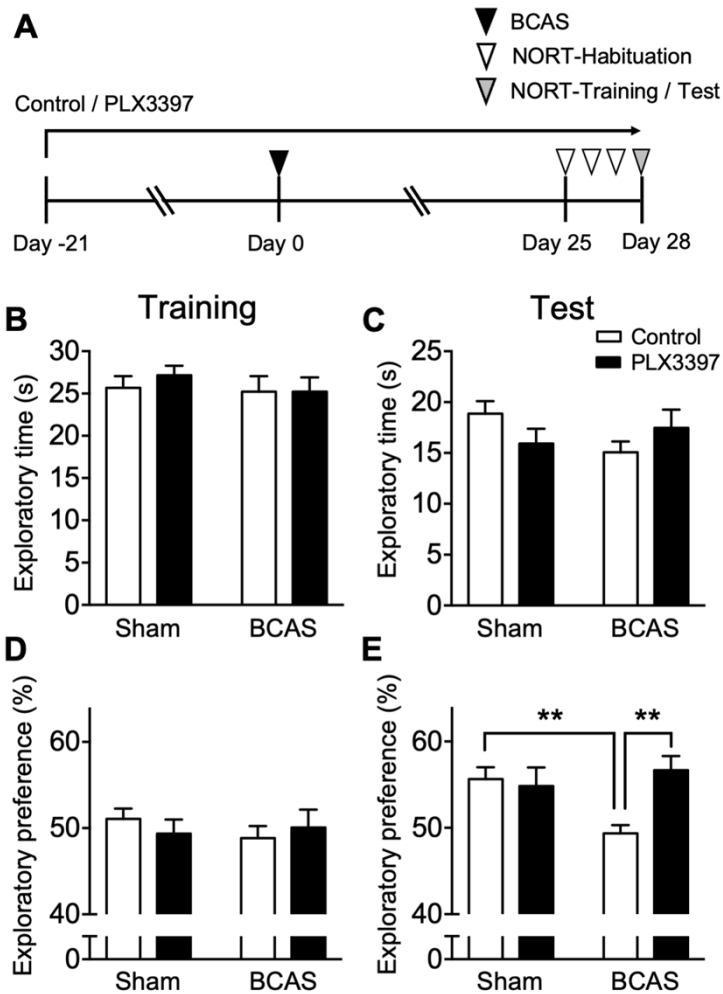 A
BCAS
NORT-Habituation
NORT-Training / Test
Control / PLX3397
Day -21
Day 0
Day 25
Day 28
B
Training
Exploratory time (s)
30
25
20
15
10
5
0
Sham
BCAS
C
Test
Control
PLX3397
Exploratory time (s)
25
20
15
10
5
0
Sham
BCAS
D
Exploratory preference (%)
60
50
40
0
Sham
BCAS
E
Exploratory preference (%)
60
50
40
0
**
**
Sham
BCAS